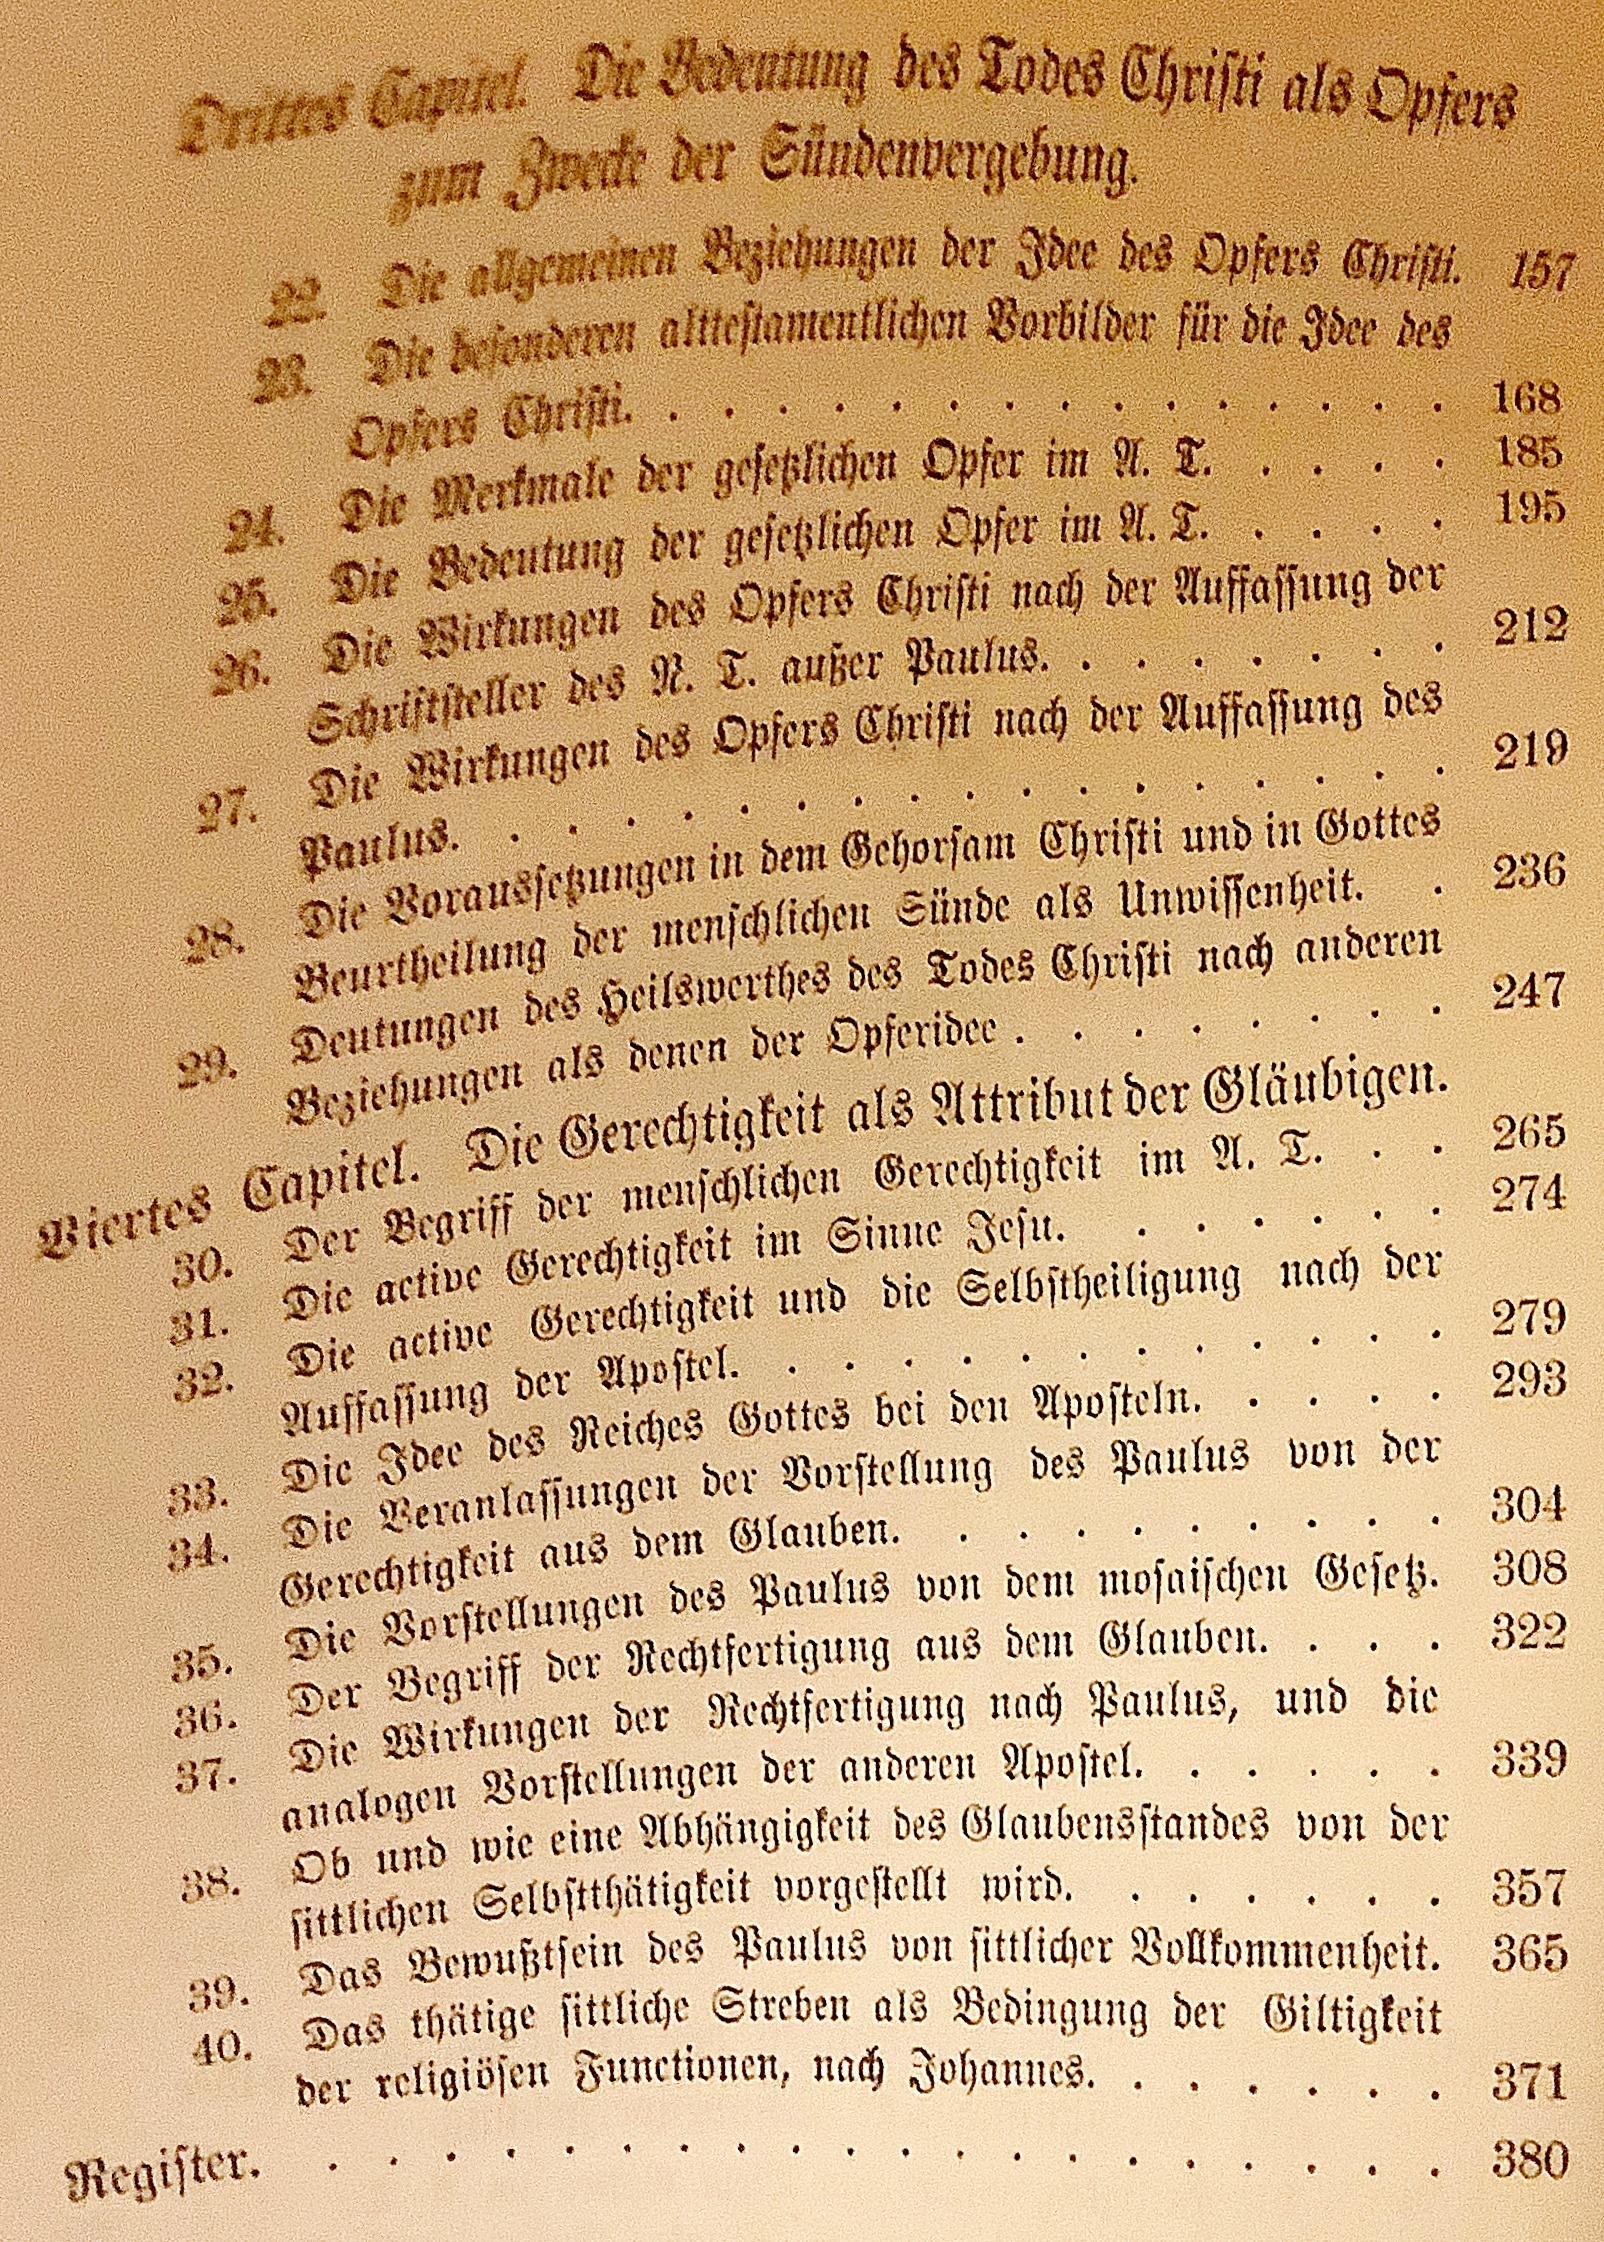 Drittes Capitel. Die Bedeutung des Todes Christi als Opfers
zum Zwecke der Sündenvergebung.
22. Die allgemeinen Beziehungen der Idee des Opfers Christi. 157
23. Die besonderen alttestamentlichen Vorbilder für die Idee des
Opfers Christi. . . . . . . . . . . . . . . . 168
24. Die Merkmale der gesetzlichen Opfer im A. T. . . . . 185
25. Die Bedeutung der gesetzlichen Opfer im A. T. . . . . 195
26. Die Wirkungen des Opfers Christi nach der Auffassung der
Schriftsteller des N. T. außer Paulus. . . . . . . . 212
27. Die Wirkungen des Opfers Christi nach der Auffassung des
Paulus. . . . . . . . . . . . . . . . . . 219
28. Die Voraussetzungen in dem Gehorsam Christi und in Gottes
Beurtheilung der menschlichen Sünde als Unwissenheit. . 236
29. Deutungen des Heilswerthes des Todes Christi nach anderen
Beziehungen als denen der Opferidee . . . . . . . . 247
Viertes Capitel. Die Gerechtigkeit als Attribut der Gläubigen.
30. Der Begriff der menschlichen Gerechtigkeit im A. T. . . 265
31. Die active Gerechtigkeit im Sinne Jesu. . . . . . . 274
32. Die active Gerechtigkeit und die Selbstheiligung nach der
Auffassung der Apostel. . . . . . . . . . . . . 279
33. Die Idee des Reiches Gottes bei den Aposteln. . . . . 293
34. Die Veranlassungen der Vorstellung des Paulus von der
Gerechtigkeit aus dem Glauben. . . . . . . . . . 304
35. Die Vorstellungen des Paulus von dem mosaischen Gesetz. 308
36. Der Begriff der Rechtfertigung aus dem Glauben. . . . 322
37. Die Wirkungen der Rechtfertigung nach Paulus, und die
analogen Vorstellungen der anderen Apostel. . . . . . 339
38. Ob und wie eine Abhängigkeit des Glaubensstandes von der
sittlichen Selbstthätigkeit vorgestellt wird. . . . . . . 357
39. Das Bewußtsein des Paulus von sittlicher Vollkommenheit. 365
40. Das thätige sittliche Streben als Bedingung der Giltigkeit
der religiösen Functionen, nach Johannes. . . . . . . 371
Register. . . . . . . . . . . . . . . . . . . . . 380